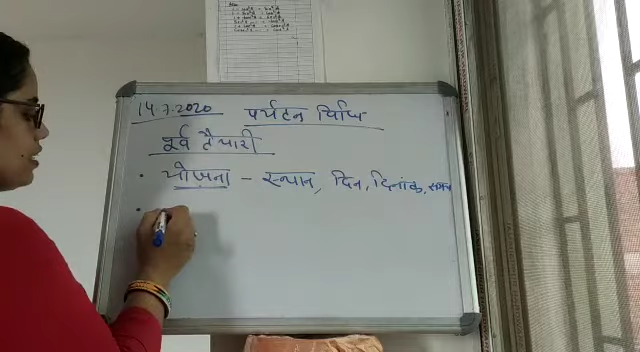 14.7.2020 पर्यटन विधि
पूर्व तैयारी
• योजना - स्थान, दिन, दिनांक, समय
•